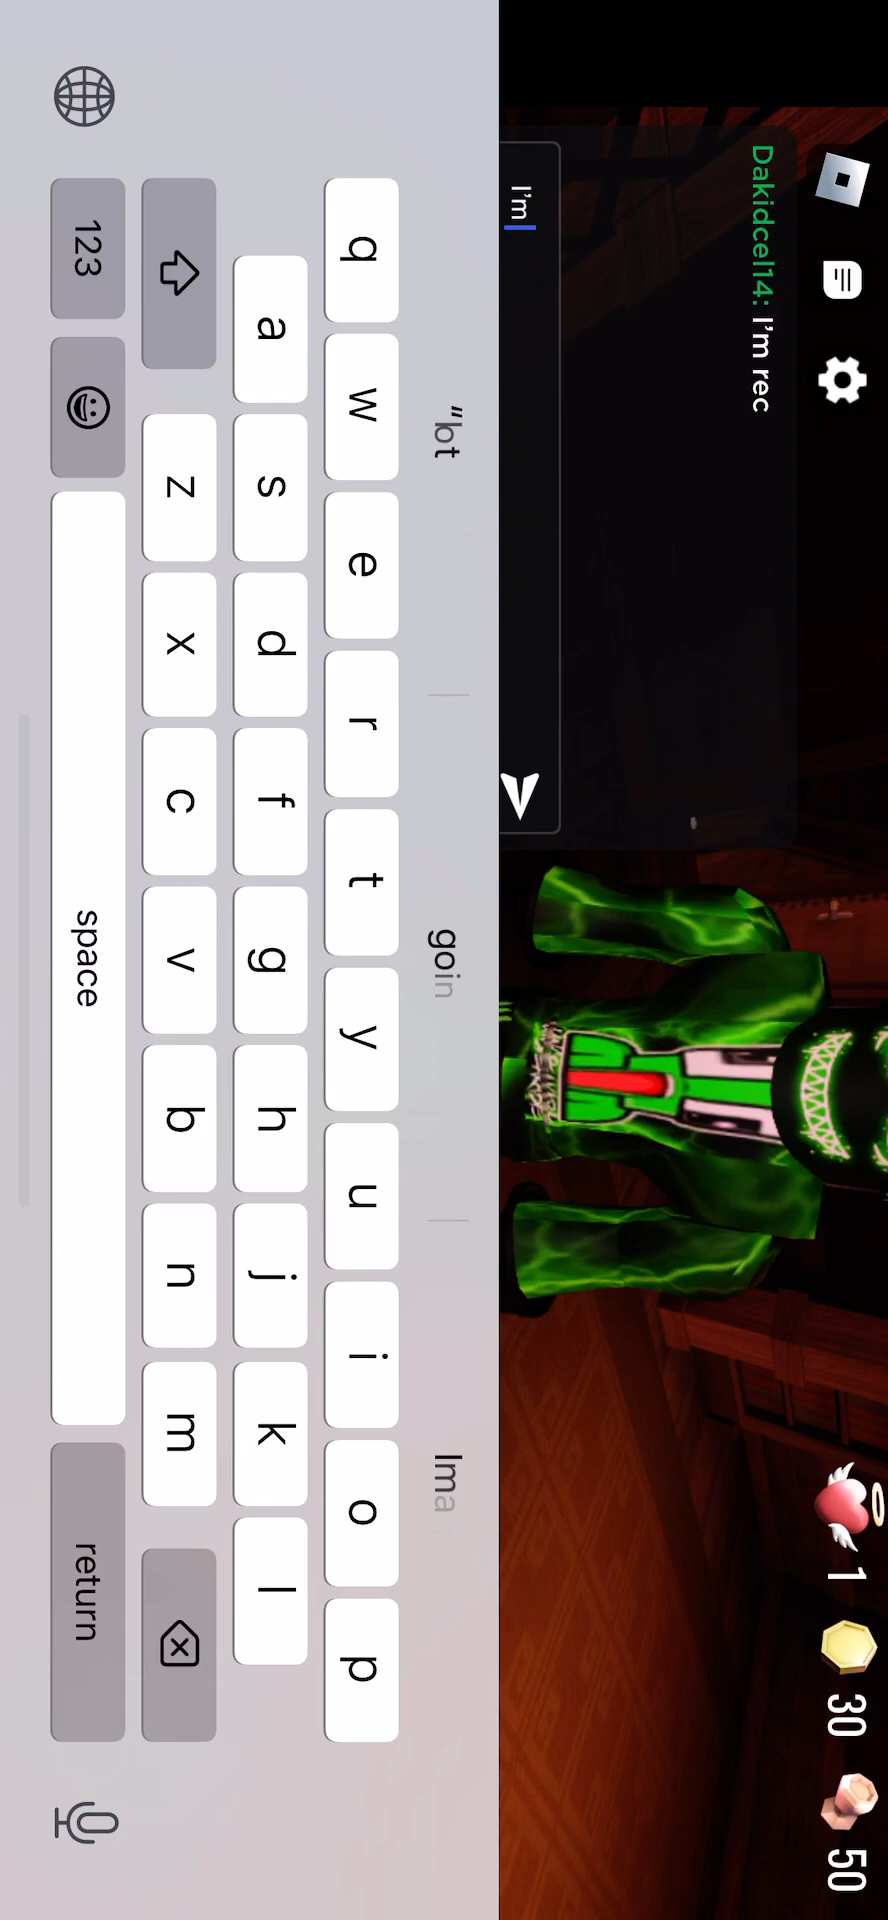 Dakidcel14: I'm rec
I'm
1
30
50
"lot
goin
Ima
q w e r t y u i o p
a s d f g h j k l
z x c v b n m
123
space
return